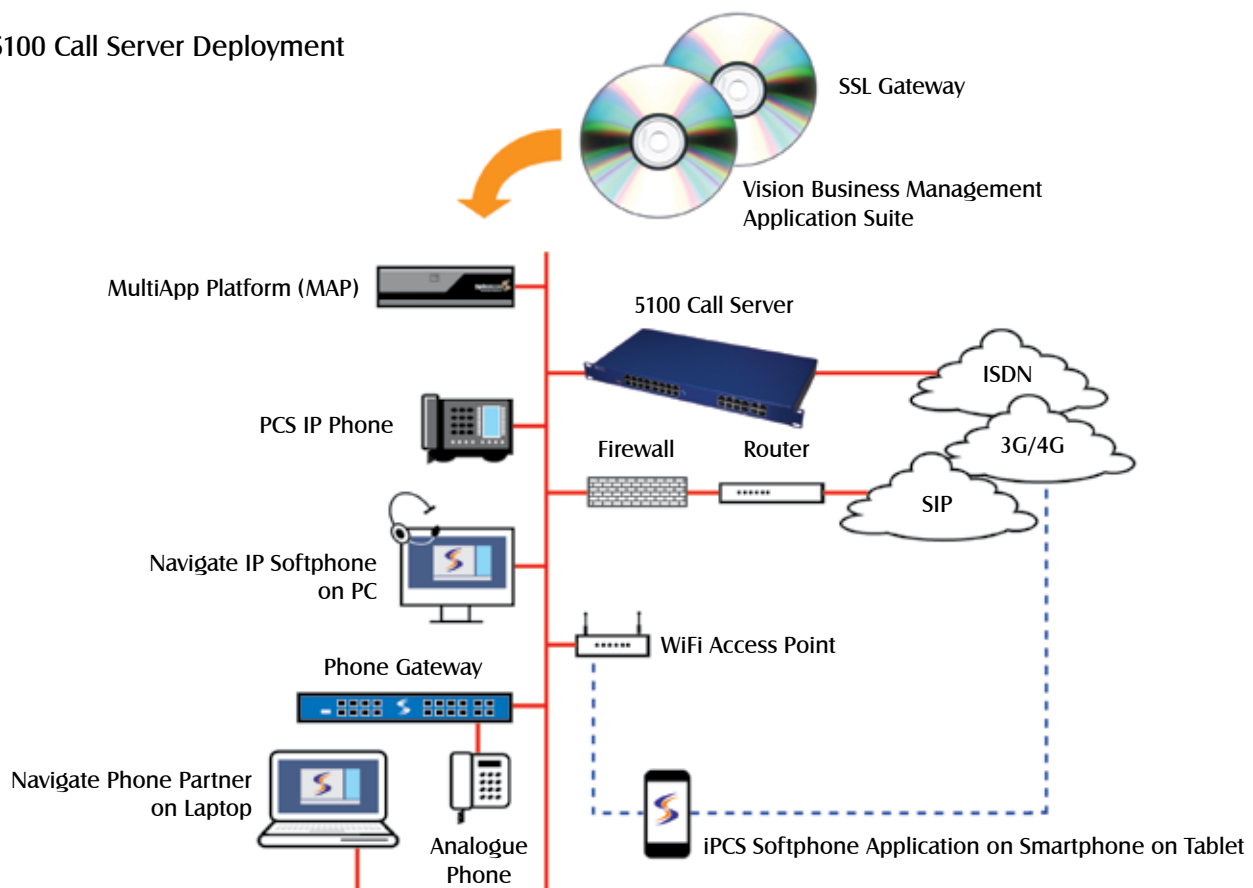 5100 Call Server Deployment
SSL Gateway
Vision Business Management
Application Suite
MultiApp Platform (MAP)
5100 Call Server
ISDN
PCS IP Phone
Firewall
Router
3G/4G
SIP
Navigate IP Softphone
on PC
WiFi Access Point
Phone Gateway
Navigate Phone Partner
on Laptop
Analogue
Phone
iPCS Softphone Application on Smartphone on Tablet